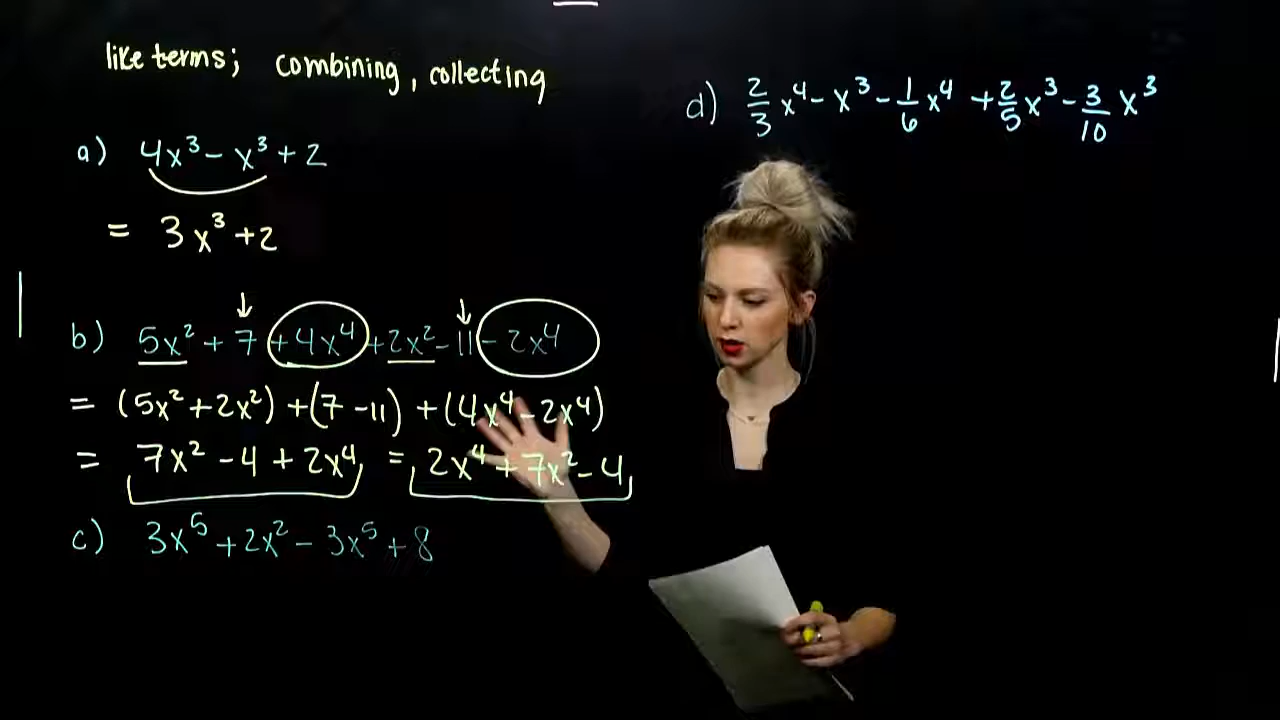 like terms; combining, collecting
a) 4x³ - x³ + 2
= 3x³ + 2
b) 5x² + 7 + 4x⁴ + 2x² - 11 - 2x⁴
= (5x² + 2x²) + (7 - 11) + (4x⁴ - 2x⁴)
= 7x² - 4 + 2x⁴ = 2x⁴ + 7x² - 4
c) 3x⁵ + 2x² - 3x⁵ + 8
d) 2/3 x⁴ - x³ - 1/6 x⁴ + 2/5 x³ - 3/10 x³